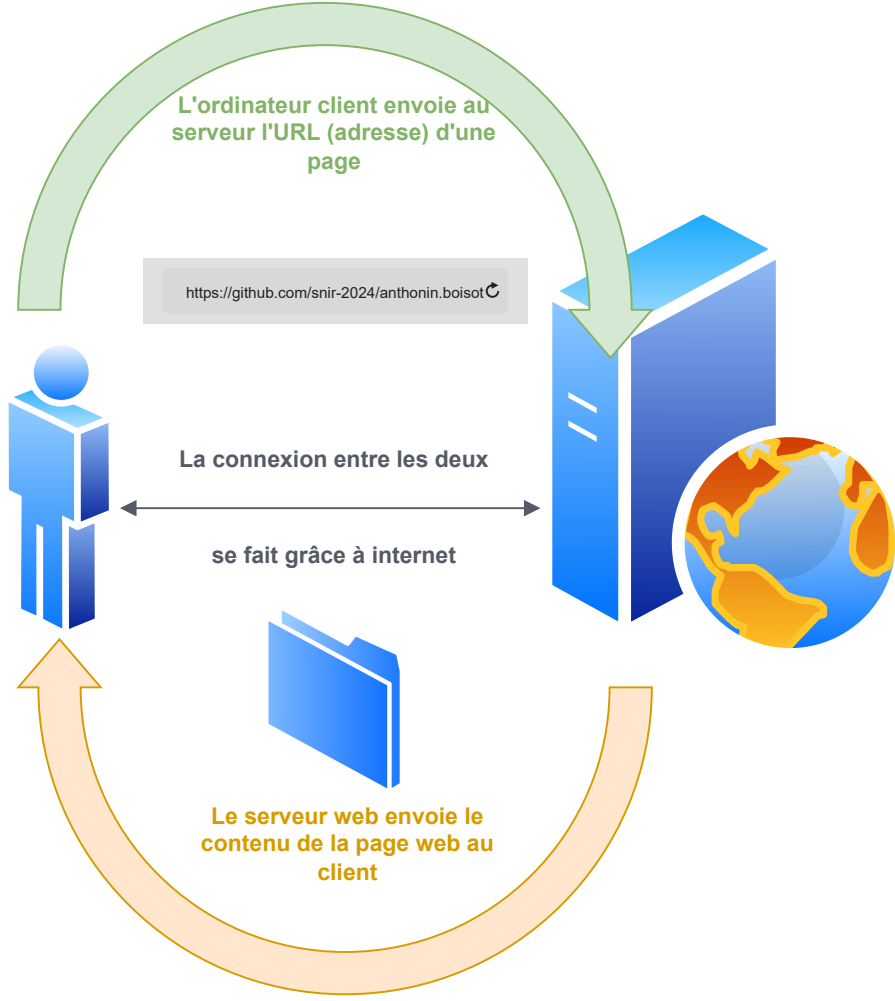 L'ordinateur client envoie au
serveur l'URL (adresse) d'une
page
https://github.com/snir-2024/anthonin.boisot
La connexion entre les deux
se fait grâce à internet
Le serveur web envoie le
contenu de la page web au
client